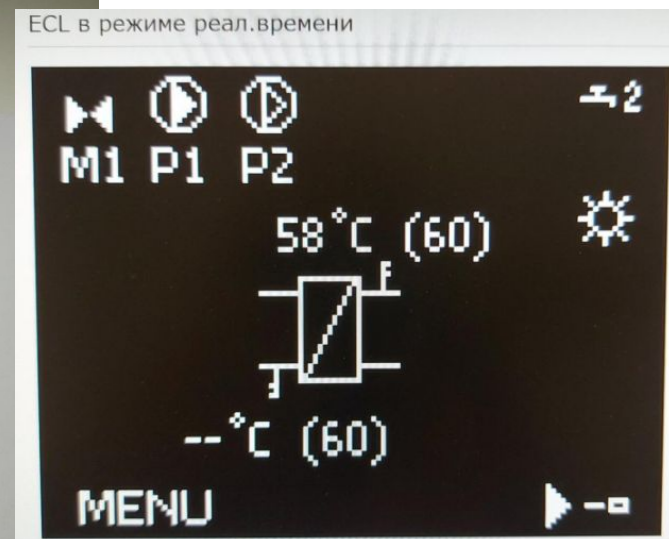 ECL в режиме реал.времени
2
M1 P1 P2
58°C (60)
--°C (60)
MENU